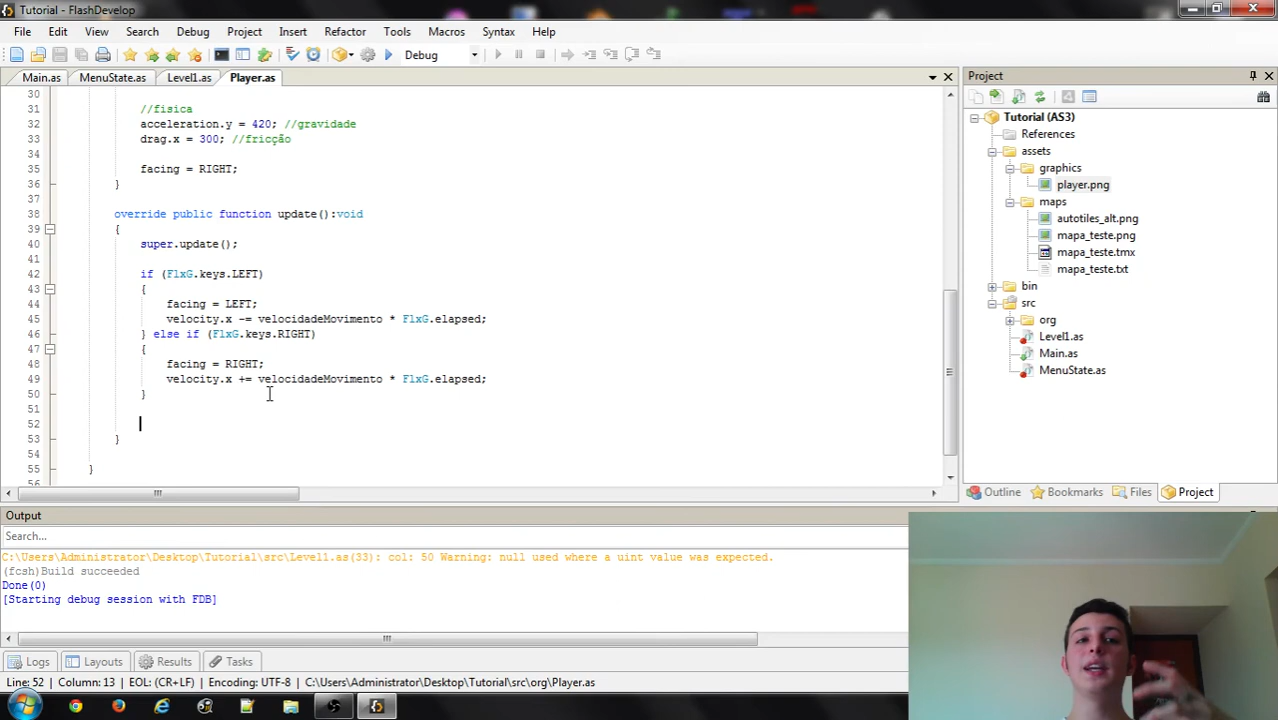 Tutorial - FlashDevelop
File Edit View Search Debug Project Insert Refactor Tools Macros Syntax Help
Debug
Main.as MenuState.as Level1.as Player.as
30
31 //fisica
32 acceleration.y = 420; //gravidade
33 drag.x = 300; //fricção
34
35 facing = RIGHT;
36 }
37
38 override public function update():void
39 {
40 super.update();
41
42 if (FlxG.keys.LEFT)
43 {
44 facing = LEFT;
45 velocity.x -= velocidadeMovimento * FlxG.elapsed;
46 } else if (FlxG.keys.RIGHT)
47 {
48 facing = RIGHT;
49 velocity.x += velocidadeMovimento * FlxG.elapsed;
50 }
51
52
53 }
54
55 }
56
Project
Tutorial (AS3)
References
assets
graphics
player.png
maps
autotiles_alt.png
mapa_teste.png
mapa_teste.tmx
mapa_teste.txt
bin
src
org
Level1.as
Main.as
MenuState.as
Outline Bookmarks Files Project
Output
Search...
C:\Users\Administrator\Desktop\Tutorial\src\Level1.as(33): col: 50 Warning: null used where a uint value was expected.
(fcsh)Build succeeded
Done(0)
[Starting debug session with FDB]
Logs Layouts Results Tasks
Line: 52 Column: 13 EOL: (CR+LF) Encoding: UTF-8 C:\Users\Administrator\Desktop\Tutorial\src\org\Player.as